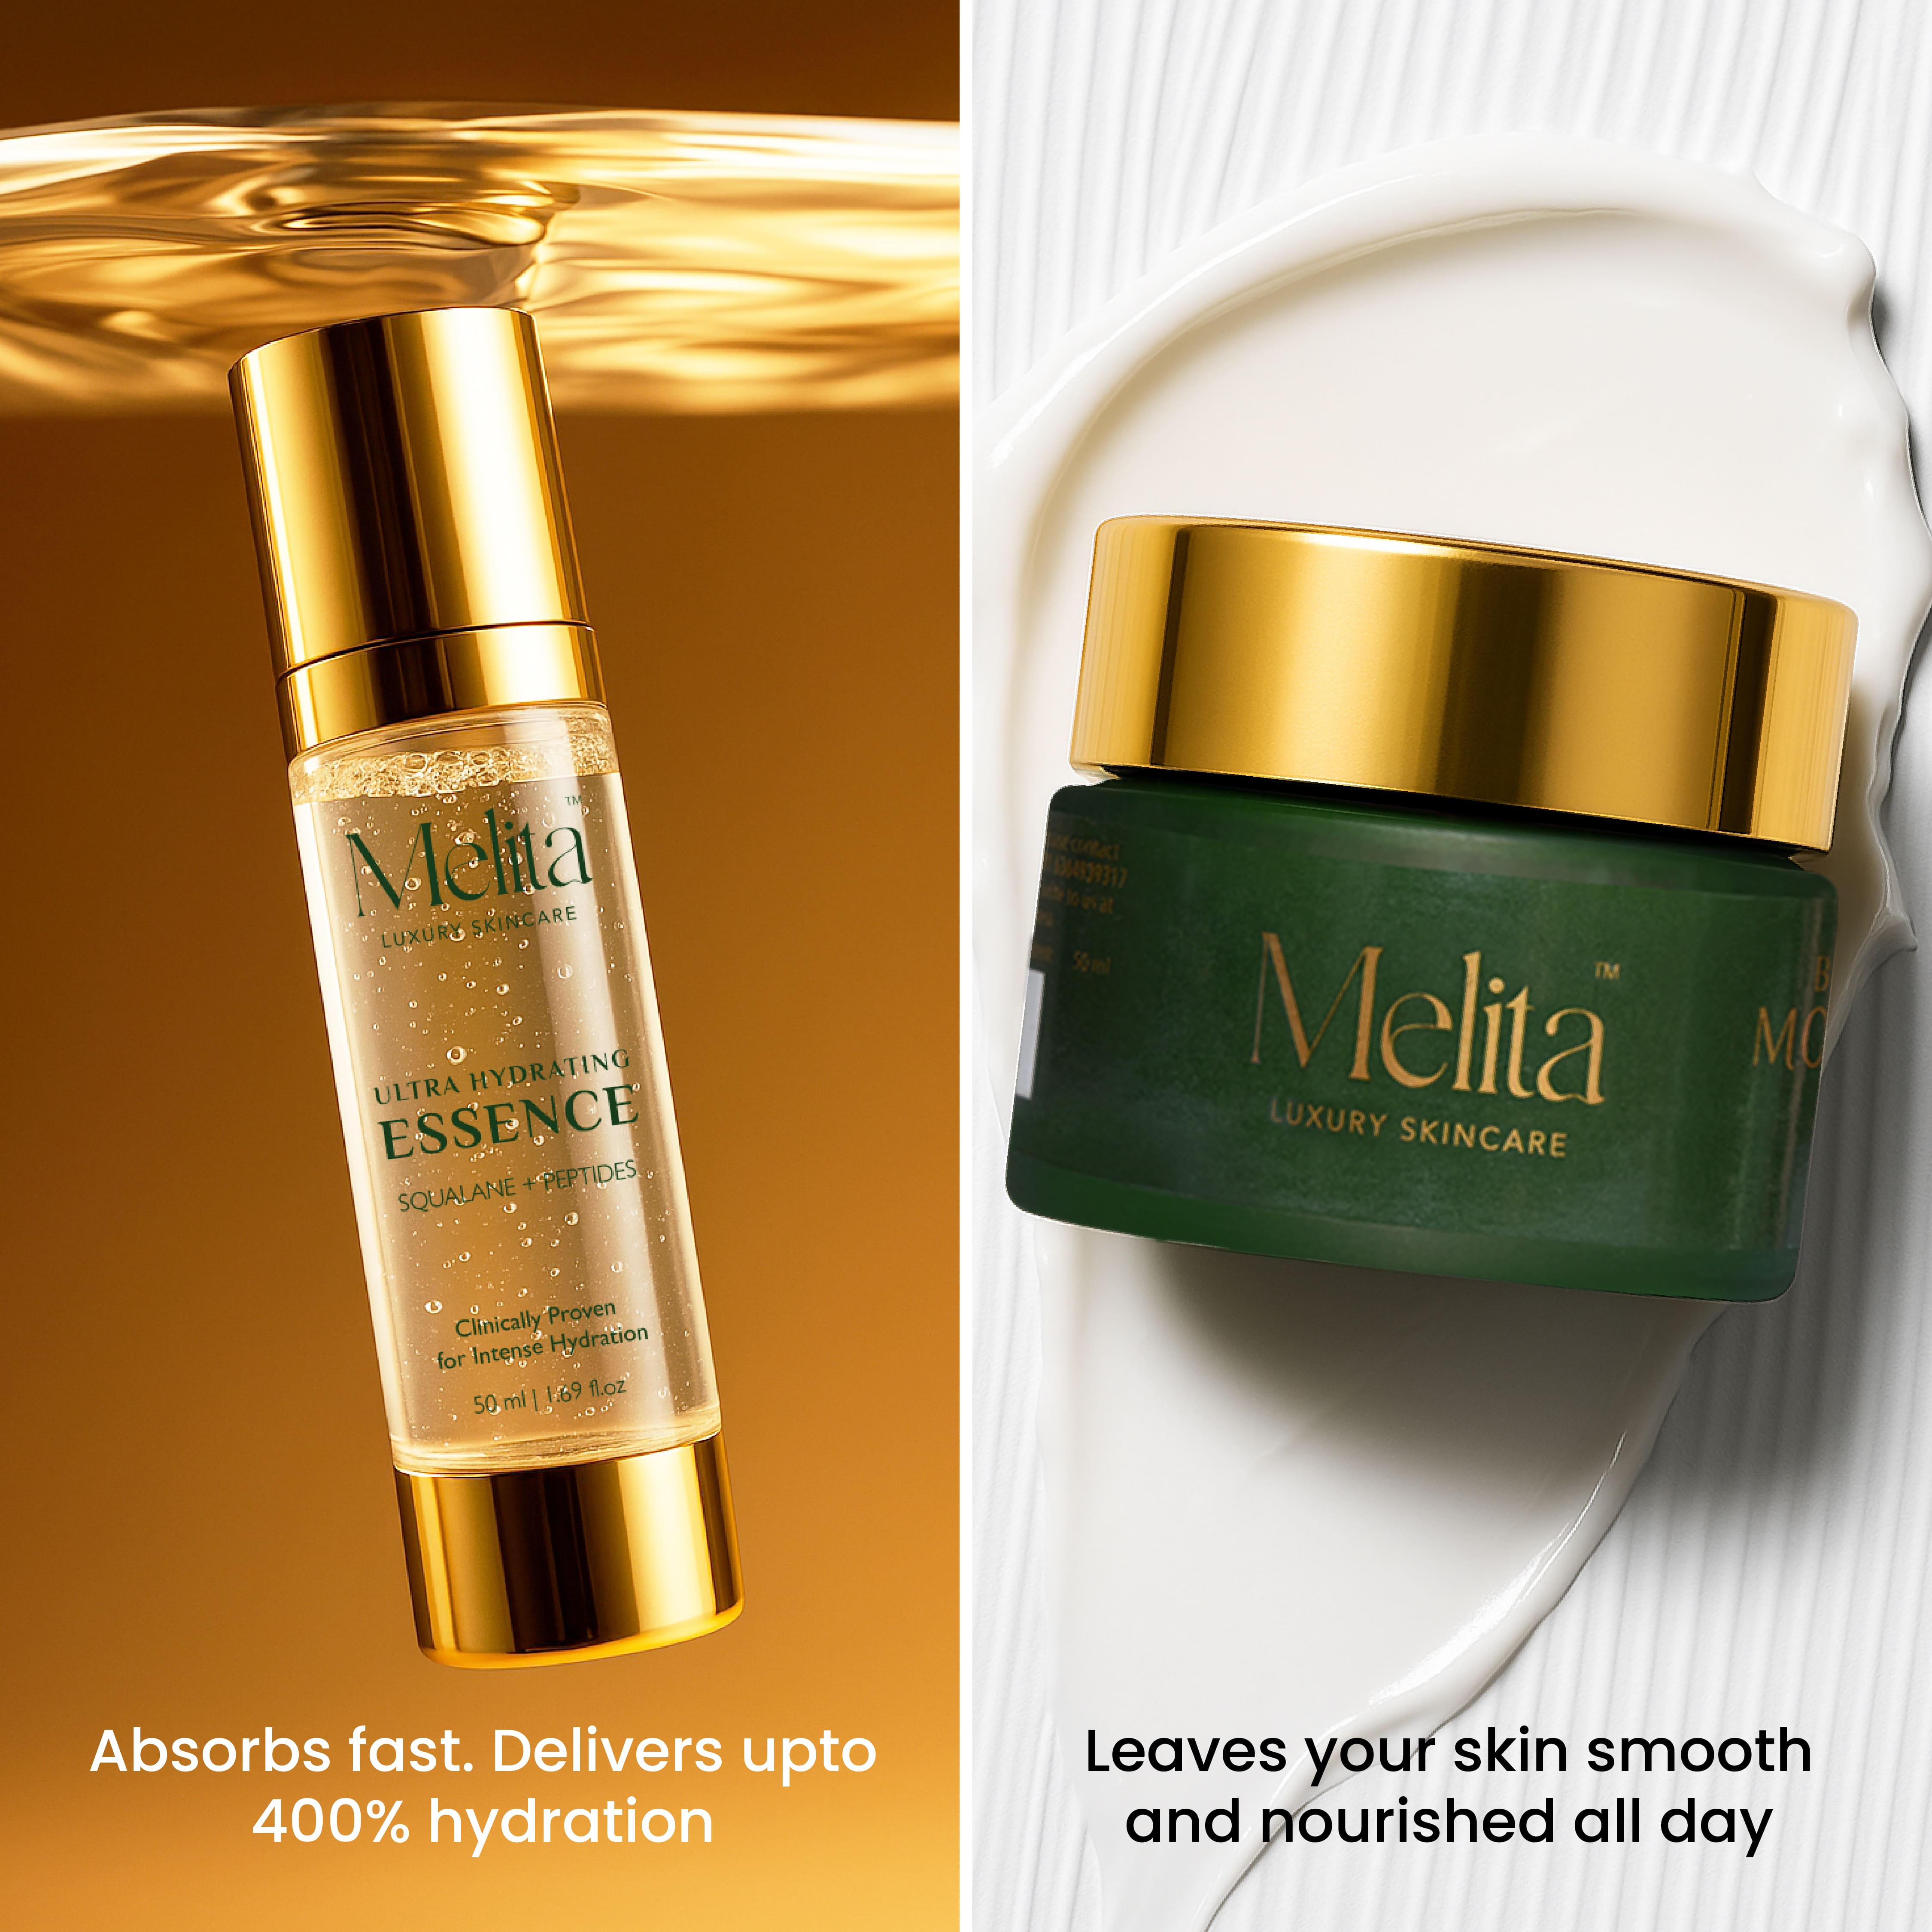 Melita
TM
LUXURY SKINCARE
ULTRA HYDRATING
ESSENCE
SQUALANE + PEPTIDES
Clinically Proven
for Intense Hydration
50 ml | 1.69 fl.oz
Absorbs fast. Delivers upto
400% hydration
50 ml
Melita
TM
LUXURY SKINCARE
Leaves your skin smooth
and nourished all day